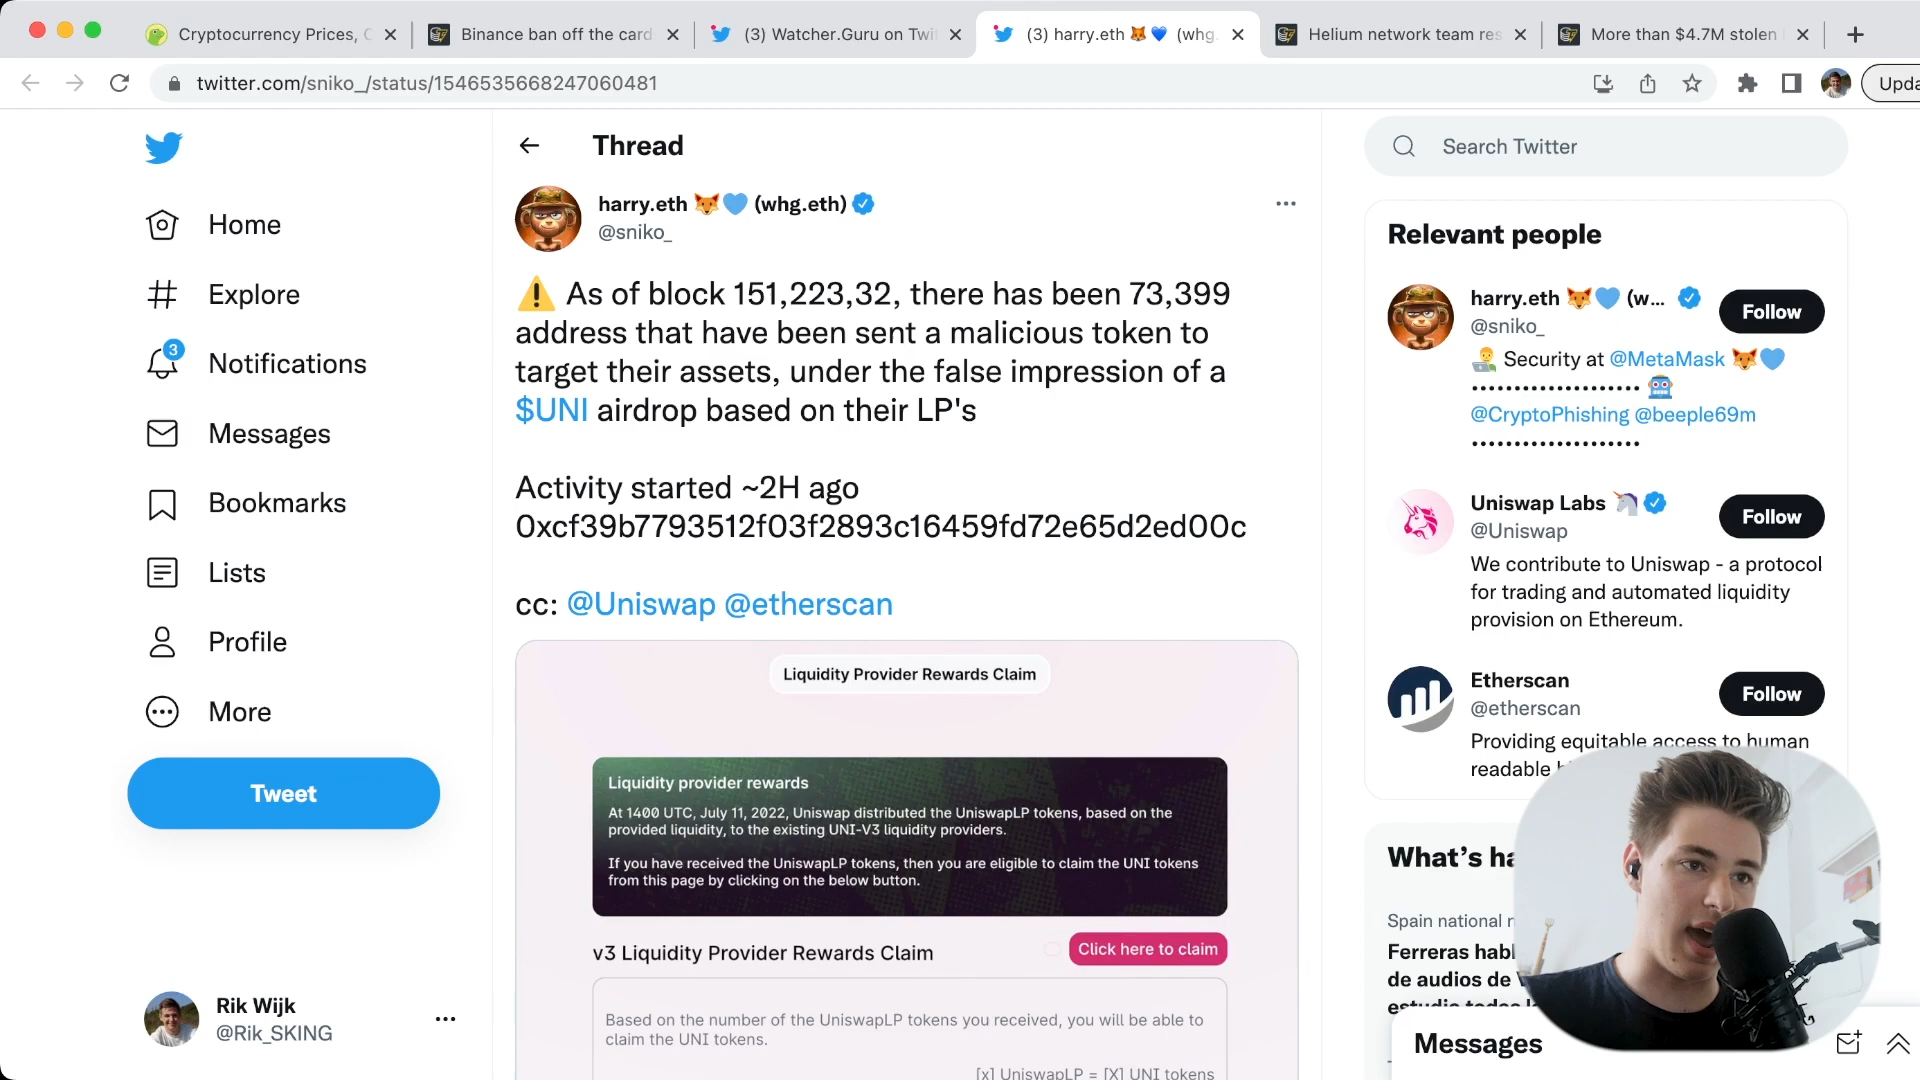 Cryptocurrency Prices, C
Binance ban off the card
(3) Watcher.Guru on Twi
(3) harry.eth 🦊💙 (whg.
Helium network team res
More than $4.7M stolen
twitter.com/sniko_/status/1546535668247060481
Upda
Home
Explore
3
Notifications
Messages
Bookmarks
Lists
Profile
More
Tweet
Rik Wijk
@Rik_SKING
Thread
harry.eth 🦊💙 (whg.eth)
@sniko_
⚠️ As of block 151,223,32, there has been 73,399
address that have been sent a malicious token to
target their assets, under the false impression of a
$UNI airdrop based on their LP's
Activity started ~2H ago
0xcf39b7793512f03f2893c16459fd72e65d2ed00c
cc: @Uniswap @etherscan
Liquidity Provider Rewards Claim
Liquidity provider rewards
At 1400 UTC, July 11, 2022, Uniswap distributed the UniswapLP tokens, based on the
provided liquidity, to the existing UNI-V3 liquidity providers.
If you have received the UniswapLP tokens, then you are eligible to claim the UNI tokens
from this page by clicking on the below button.
v3 Liquidity Provider Rewards Claim
Click here to claim
Based on the number of the UniswapLP tokens you received, you will be able to
claim the UNI tokens.
[x] UniswapLP = [X] UNI tokens
Search Twitter
Relevant people
harry.eth 🦊💙 (w...
@sniko_
Follow
Security at @MetaMask 🦊💙
•••••••••••••••••••• 🤖
@CryptoPhishing @beeple69m
••••••••••••••••••••
Uniswap Labs 🦄
@Uniswap
Follow
We contribute to Uniswap - a protocol
for trading and automated liquidity
provision on Ethereum.
Etherscan
@etherscan
Follow
Providing equitable access to human
readable
What's ha
Spain national
Ferreras habl
de audios de
Messages